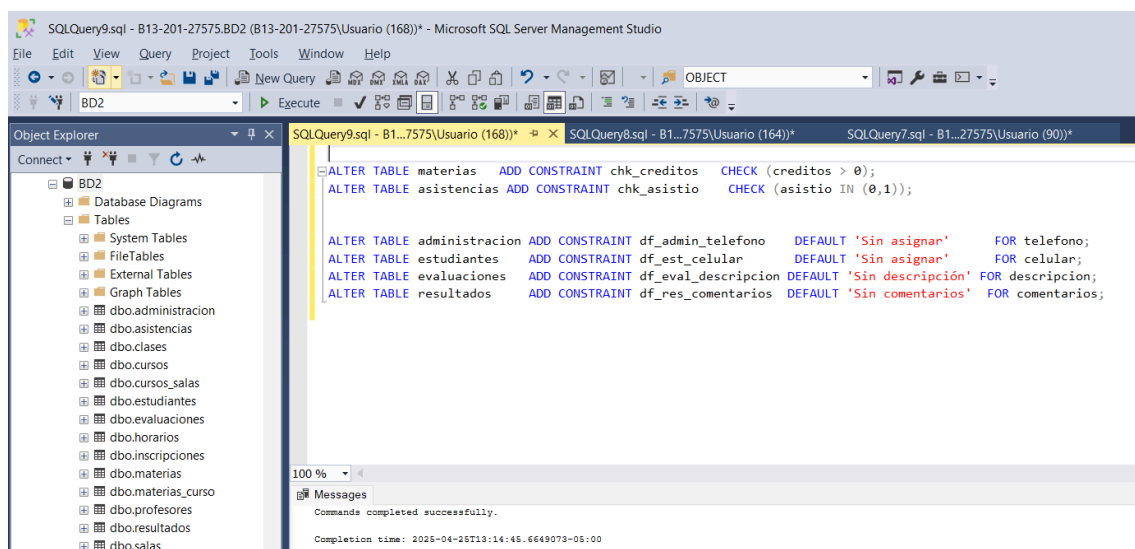 SQLQuery9.sql - B13-201-27575.BD2 (B13-201-27575\Usuario (168))* - Microsoft SQL Server Management Studio
File Edit View Query Project Tools Window Help
New Query MDX DMX XMLA DAX OBJECT
BD2 Execute
Object Explorer
Connect
BD2
Database Diagrams
Tables
System Tables
FileTables
External Tables
Graph Tables
dbo.administracion
dbo.asistencias
dbo.clases
dbo.cursos
dbo.cursos_salas
dbo.estudiantes
dbo.evaluaciones
dbo.horarios
dbo.inscripciones
dbo.materias
dbo.materias_curso
dbo.profesores
dbo.resultados
dbo.salas
SQLQuery9.sql - B1...7575\Usuario (168))* SQLQuery8.sql - B1...7575\Usuario (164))* SQLQuery7.sql - B1...27575\Usuario (90))*
ALTER TABLE materias ADD CONSTRAINT chk_creditos CHECK (creditos > 0);
ALTER TABLE asistencias ADD CONSTRAINT chk_asistio CHECK (asistio IN (0,1));
ALTER TABLE administracion ADD CONSTRAINT df_admin_telefono DEFAULT 'Sin asignar' FOR telefono;
ALTER TABLE estudiantes ADD CONSTRAINT df_est_celular DEFAULT 'Sin asignar' FOR celular;
ALTER TABLE evaluaciones ADD CONSTRAINT df_eval_descripcion DEFAULT 'Sin descripción' FOR descripcion;
ALTER TABLE resultados ADD CONSTRAINT df_res_comentarios DEFAULT 'Sin comentarios' FOR comentarios;
100 %
Messages
Commands completed successfully.
Completion time: 2025-04-25T13:14:45.6649073-05:00